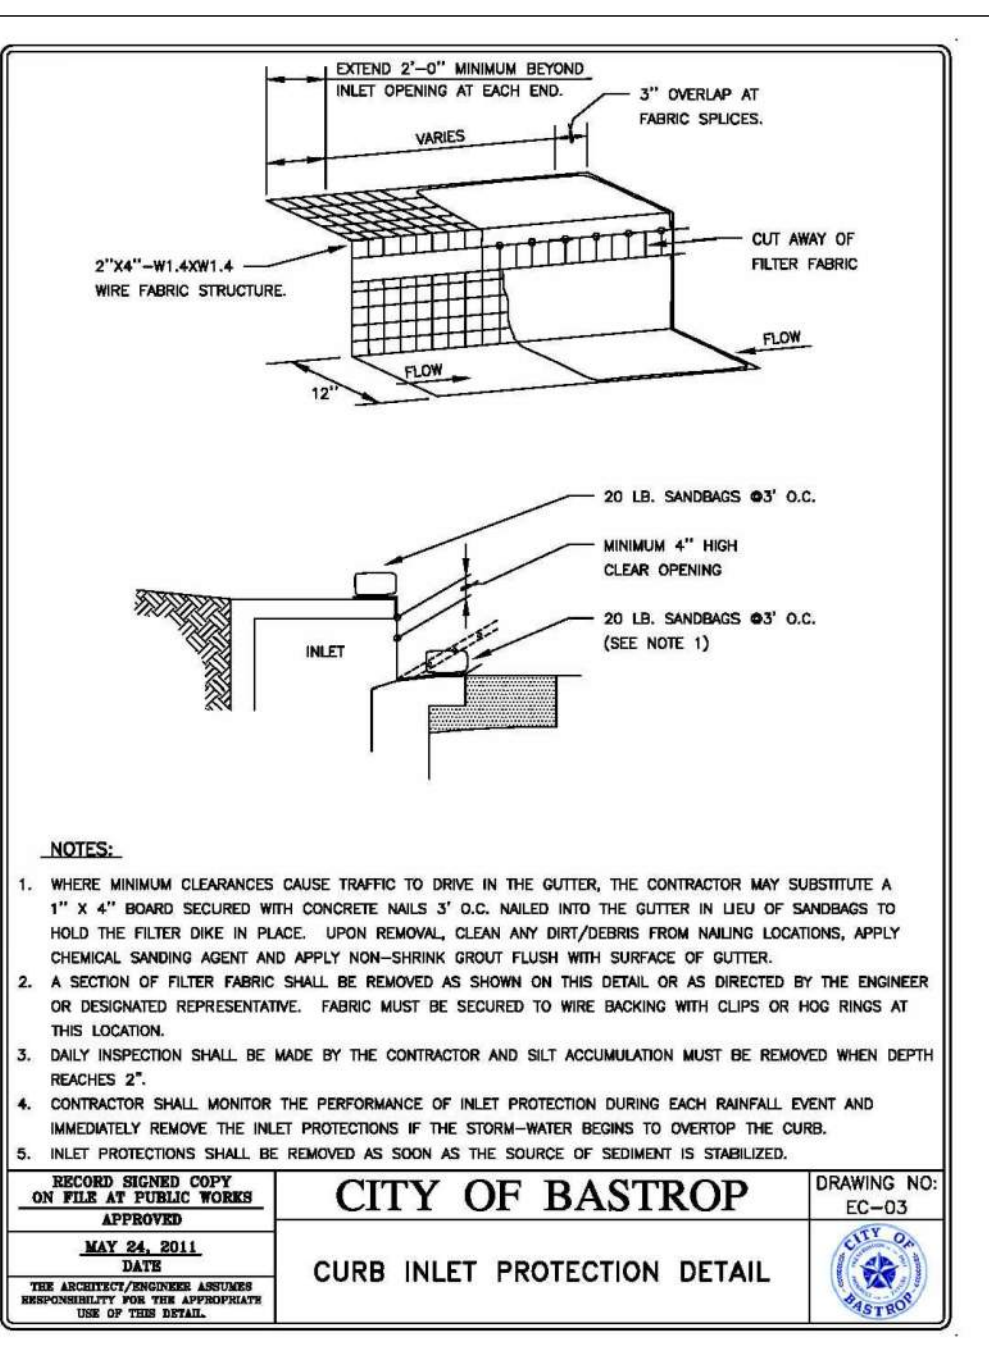 EXTEND 2'-0" MINIMUM BEYOND
INLET OPENING AT EACH END.
3" OVERLAP AT
FABRIC SPLICES.
VARIES
CUT AWAY OF
FILTER FABRIC
2"X4"-W1.4XW1.4
WIRE FABRIC STRUCTURE.
FLOW
FLOW
12"
20 LB. SANDBAGS @3' O.C.
MINIMUM 4" HIGH
CLEAR OPENING
20 LB. SANDBAGS @3' O.C.
(SEE NOTE 1)
INLET
NOTES:
1. WHERE MINIMUM CLEARANCES CAUSE TRAFFIC TO DRIVE IN THE GUTTER, THE CONTRACTOR MAY SUBSTITUTE A
1" X 4" BOARD SECURED WITH CONCRETE NAILS 3' O.C. NAILED INTO THE GUTTER IN LIEU OF SANDBAGS TO
HOLD THE FILTER DIKE IN PLACE. UPON REMOVAL, CLEAN ANY DIRT/DEBRIS FROM NAILING LOCATIONS, APPLY
CHEMICAL SANDING AGENT AND APPLY NON-SHRINK GROUT FLUSH WITH SURFACE OF GUTTER.
2. A SECTION OF FILTER FABRIC SHALL BE REMOVED AS SHOWN ON THIS DETAIL OR AS DIRECTED BY THE ENGINEER
OR DESIGNATED REPRESENTATIVE. FABRIC MUST BE SECURED TO WIRE BACKING WITH CLIPS OR HOG RINGS AT
THIS LOCATION.
3. DAILY INSPECTION SHALL BE MADE BY THE CONTRACTOR AND SILT ACCUMULATION MUST BE REMOVED WHEN DEPTH
REACHES 2".
4. CONTRACTOR SHALL MONITOR THE PERFORMANCE OF INLET PROTECTION DURING EACH RAINFALL EVENT AND
IMMEDIATELY REMOVE THE INLET PROTECTIONS IF THE STORM-WATER BEGINS TO OVERTOP THE CURB.
5. INLET PROTECTIONS SHALL BE REMOVED AS SOON AS THE SOURCE OF SEDIMENT IS STABILIZED.
RECORD SIGNED COPY
ON FILE AT PUBLIC WORKS
APPROVED
MAY 24, 2011
DATE
THE ARCHITECT/ENGINEER ASSUMES
RESPONSIBILITY FOR THE APPROPRIATE
USE OF THIS DETAIL.
CITY OF BASTROP
CURB INLET PROTECTION DETAIL
DRAWING NO:
EC-03
CITY OF
BASTROP